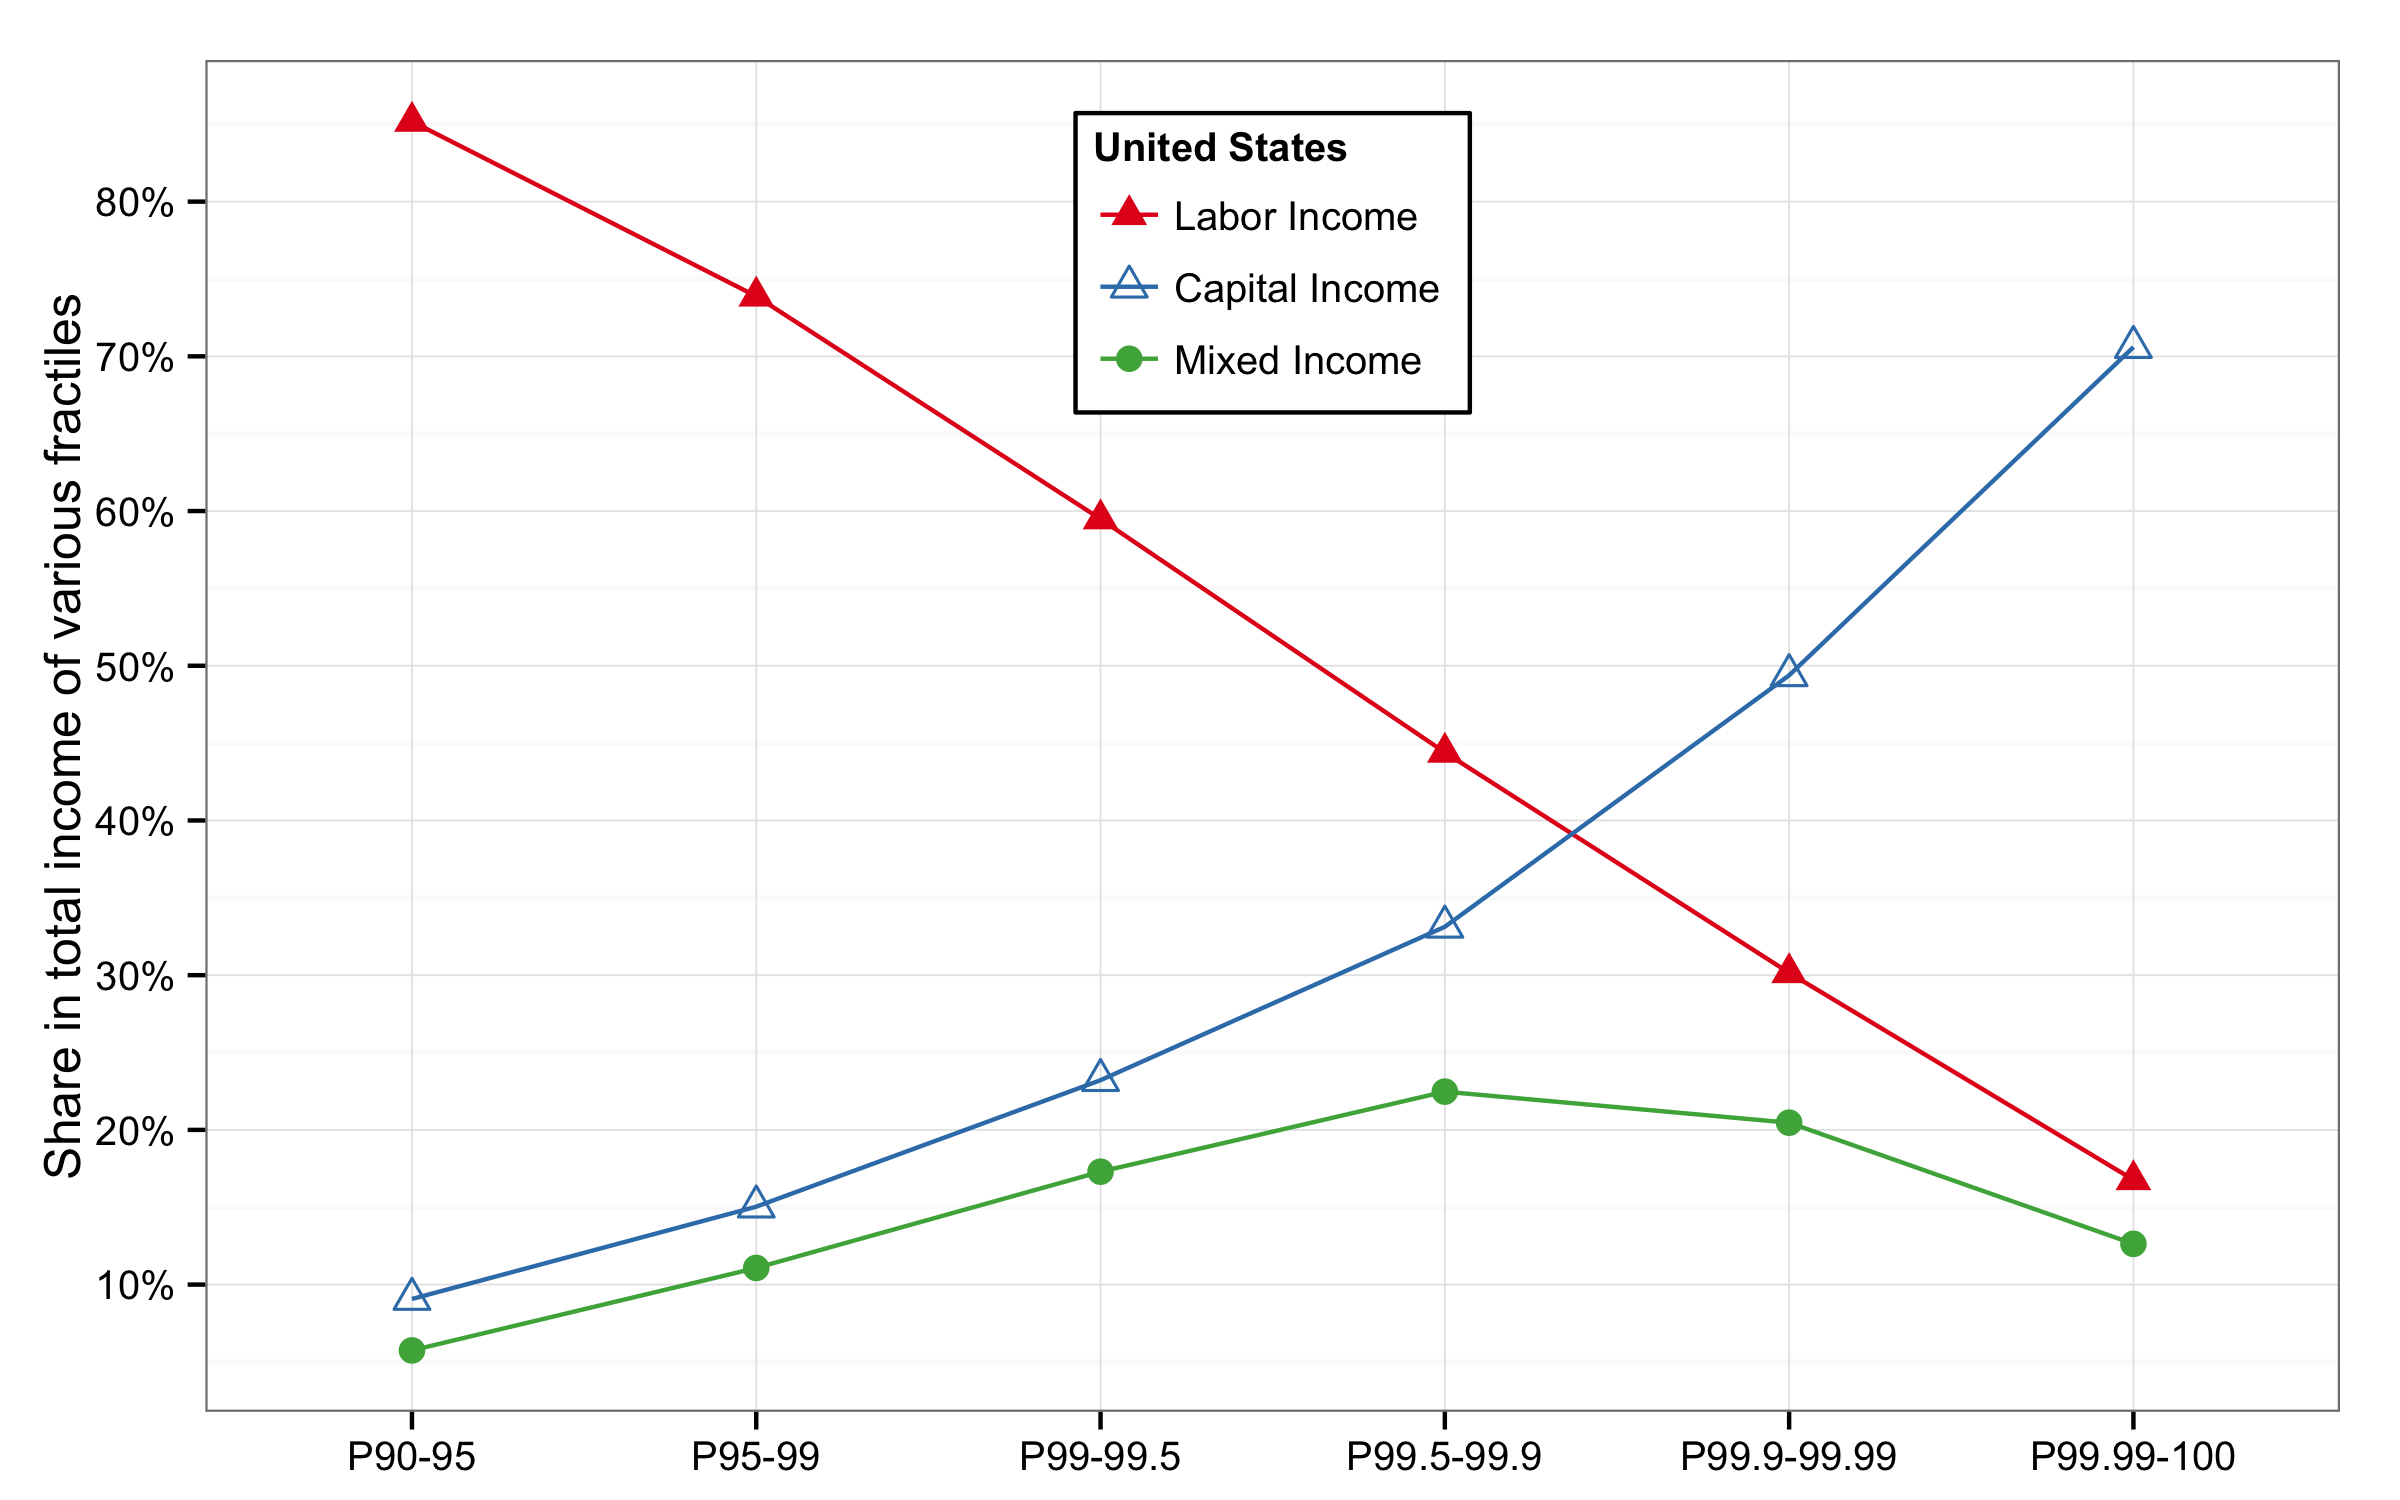 United States
Labor Income
Capital Income
Mixed Income
Share in total income of various fractiles
80%
70%
60%
50%
40%
30%
20%
10%
P90-95
P95-99
P99-99.5
P99.5-99.9
P99.9-99.99
P99.99-100